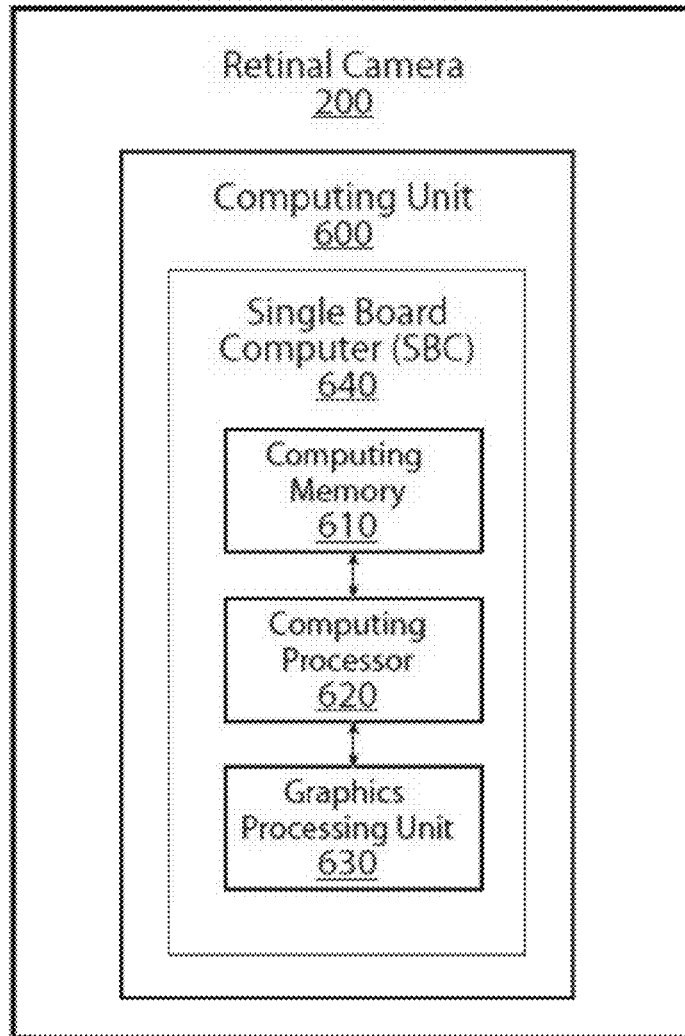 Retinal Camera
200
Computing Unit
600
Single Board
Computer (SBC)
640
Computing
Memory
610
Computing
Processor
620
Graphics
Processing Unit
630